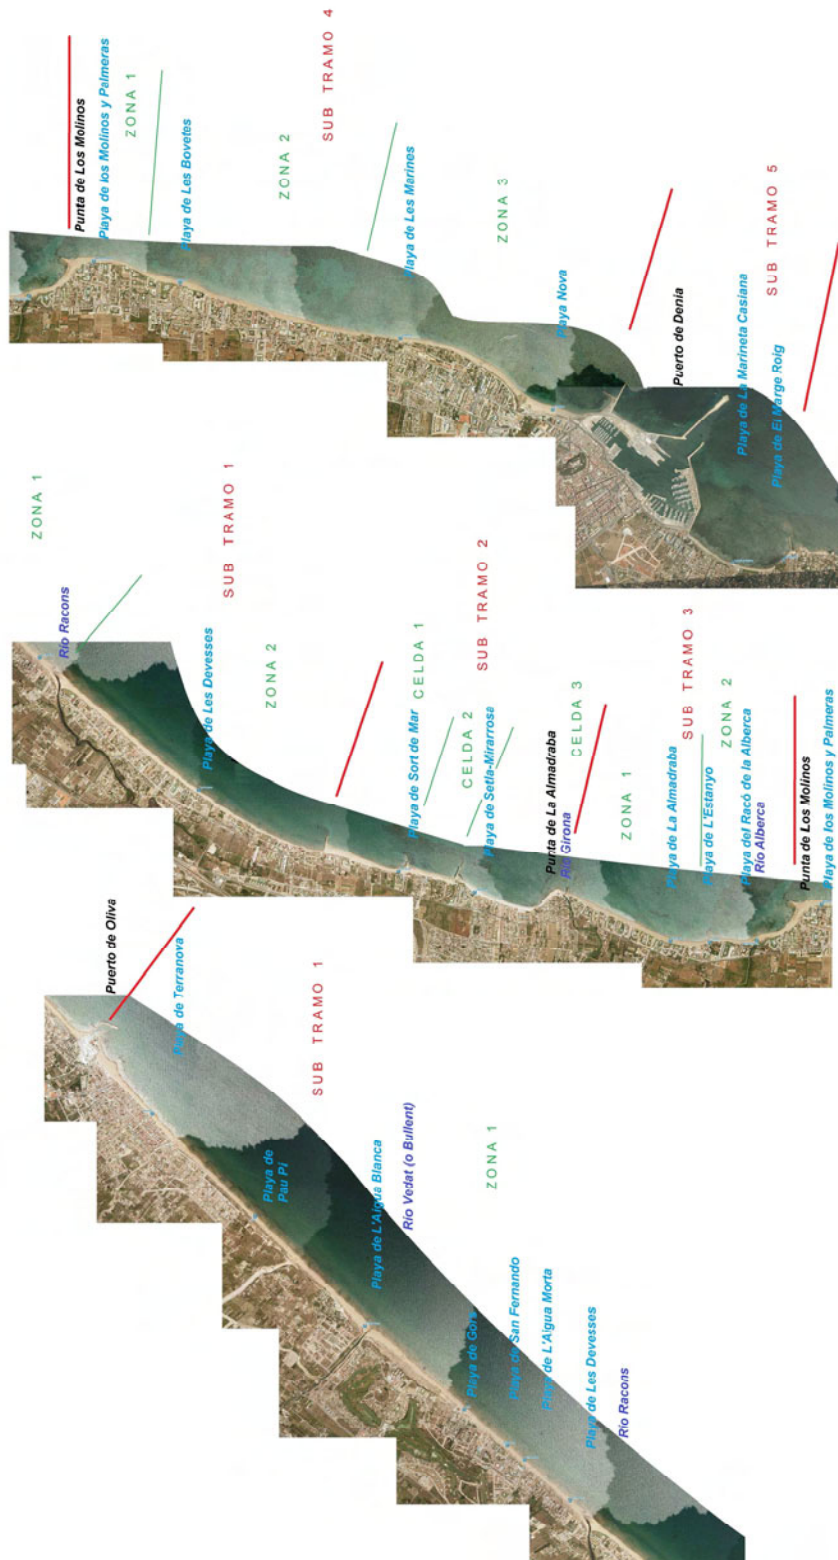 Puerto de Oliva
Playa de Terranova
SUB TRAMO 1
Playa de
Pau Pi
Playa de L'Aigua Blanca
Río Vedat (o Bullent)
ZONA 1
Playa de Gorà
Playa de San Fernando
Playa de L'Aigua Morta
Playa de Les Devesses
Río Racons
ZONA 1
Río Racons
SUB TRAMO 1
Playa de Les Devesses
ZONA 2
CELDA 1
Playa de Sort de Mar
SUB TRAMO 2
CELDA 2
Playa de Setla-Mirarrosa
CELDA 3
Punta de La Almadraba
Río Girona
ZONA 1
Playa de La Almadraba
SUB TRAMO 3
Playa de L'Estanyo
ZONA 2
Playa del Racó de la Alberca
Río Alberca
Punta de Los Molinos
Playa de los Molinos y Palmeras
Punta de Los Molinos
Playa de los Molinos y Palmeras
ZONA 1
Playa de Les Bovetes
ZONA 2
SUB TRAMO 4
Playa de Les Marines
ZONA 3
Playa Nova
Puerto de Denia
SUB TRAMO 5
Playa de La Marineta Casiana
Playa de El Marge Roig